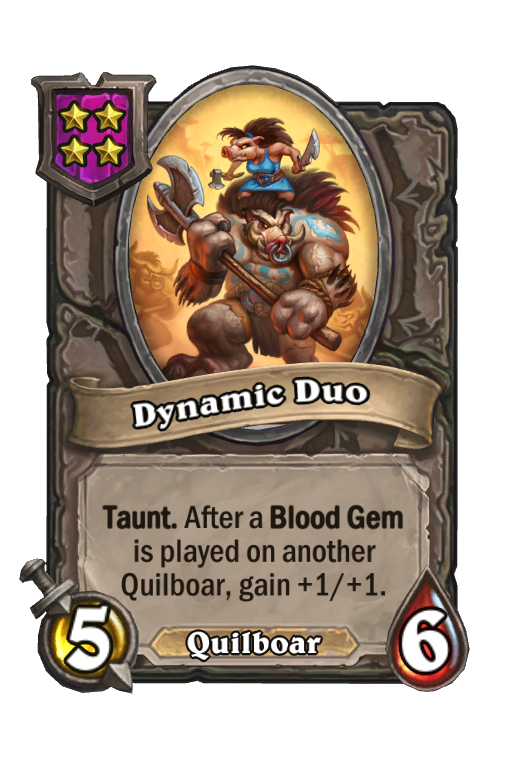 Dynamic Duo
Taunt. After a Blood Gem
is played on another
Quilboar, gain +1/+1.
5
Quilboar
6